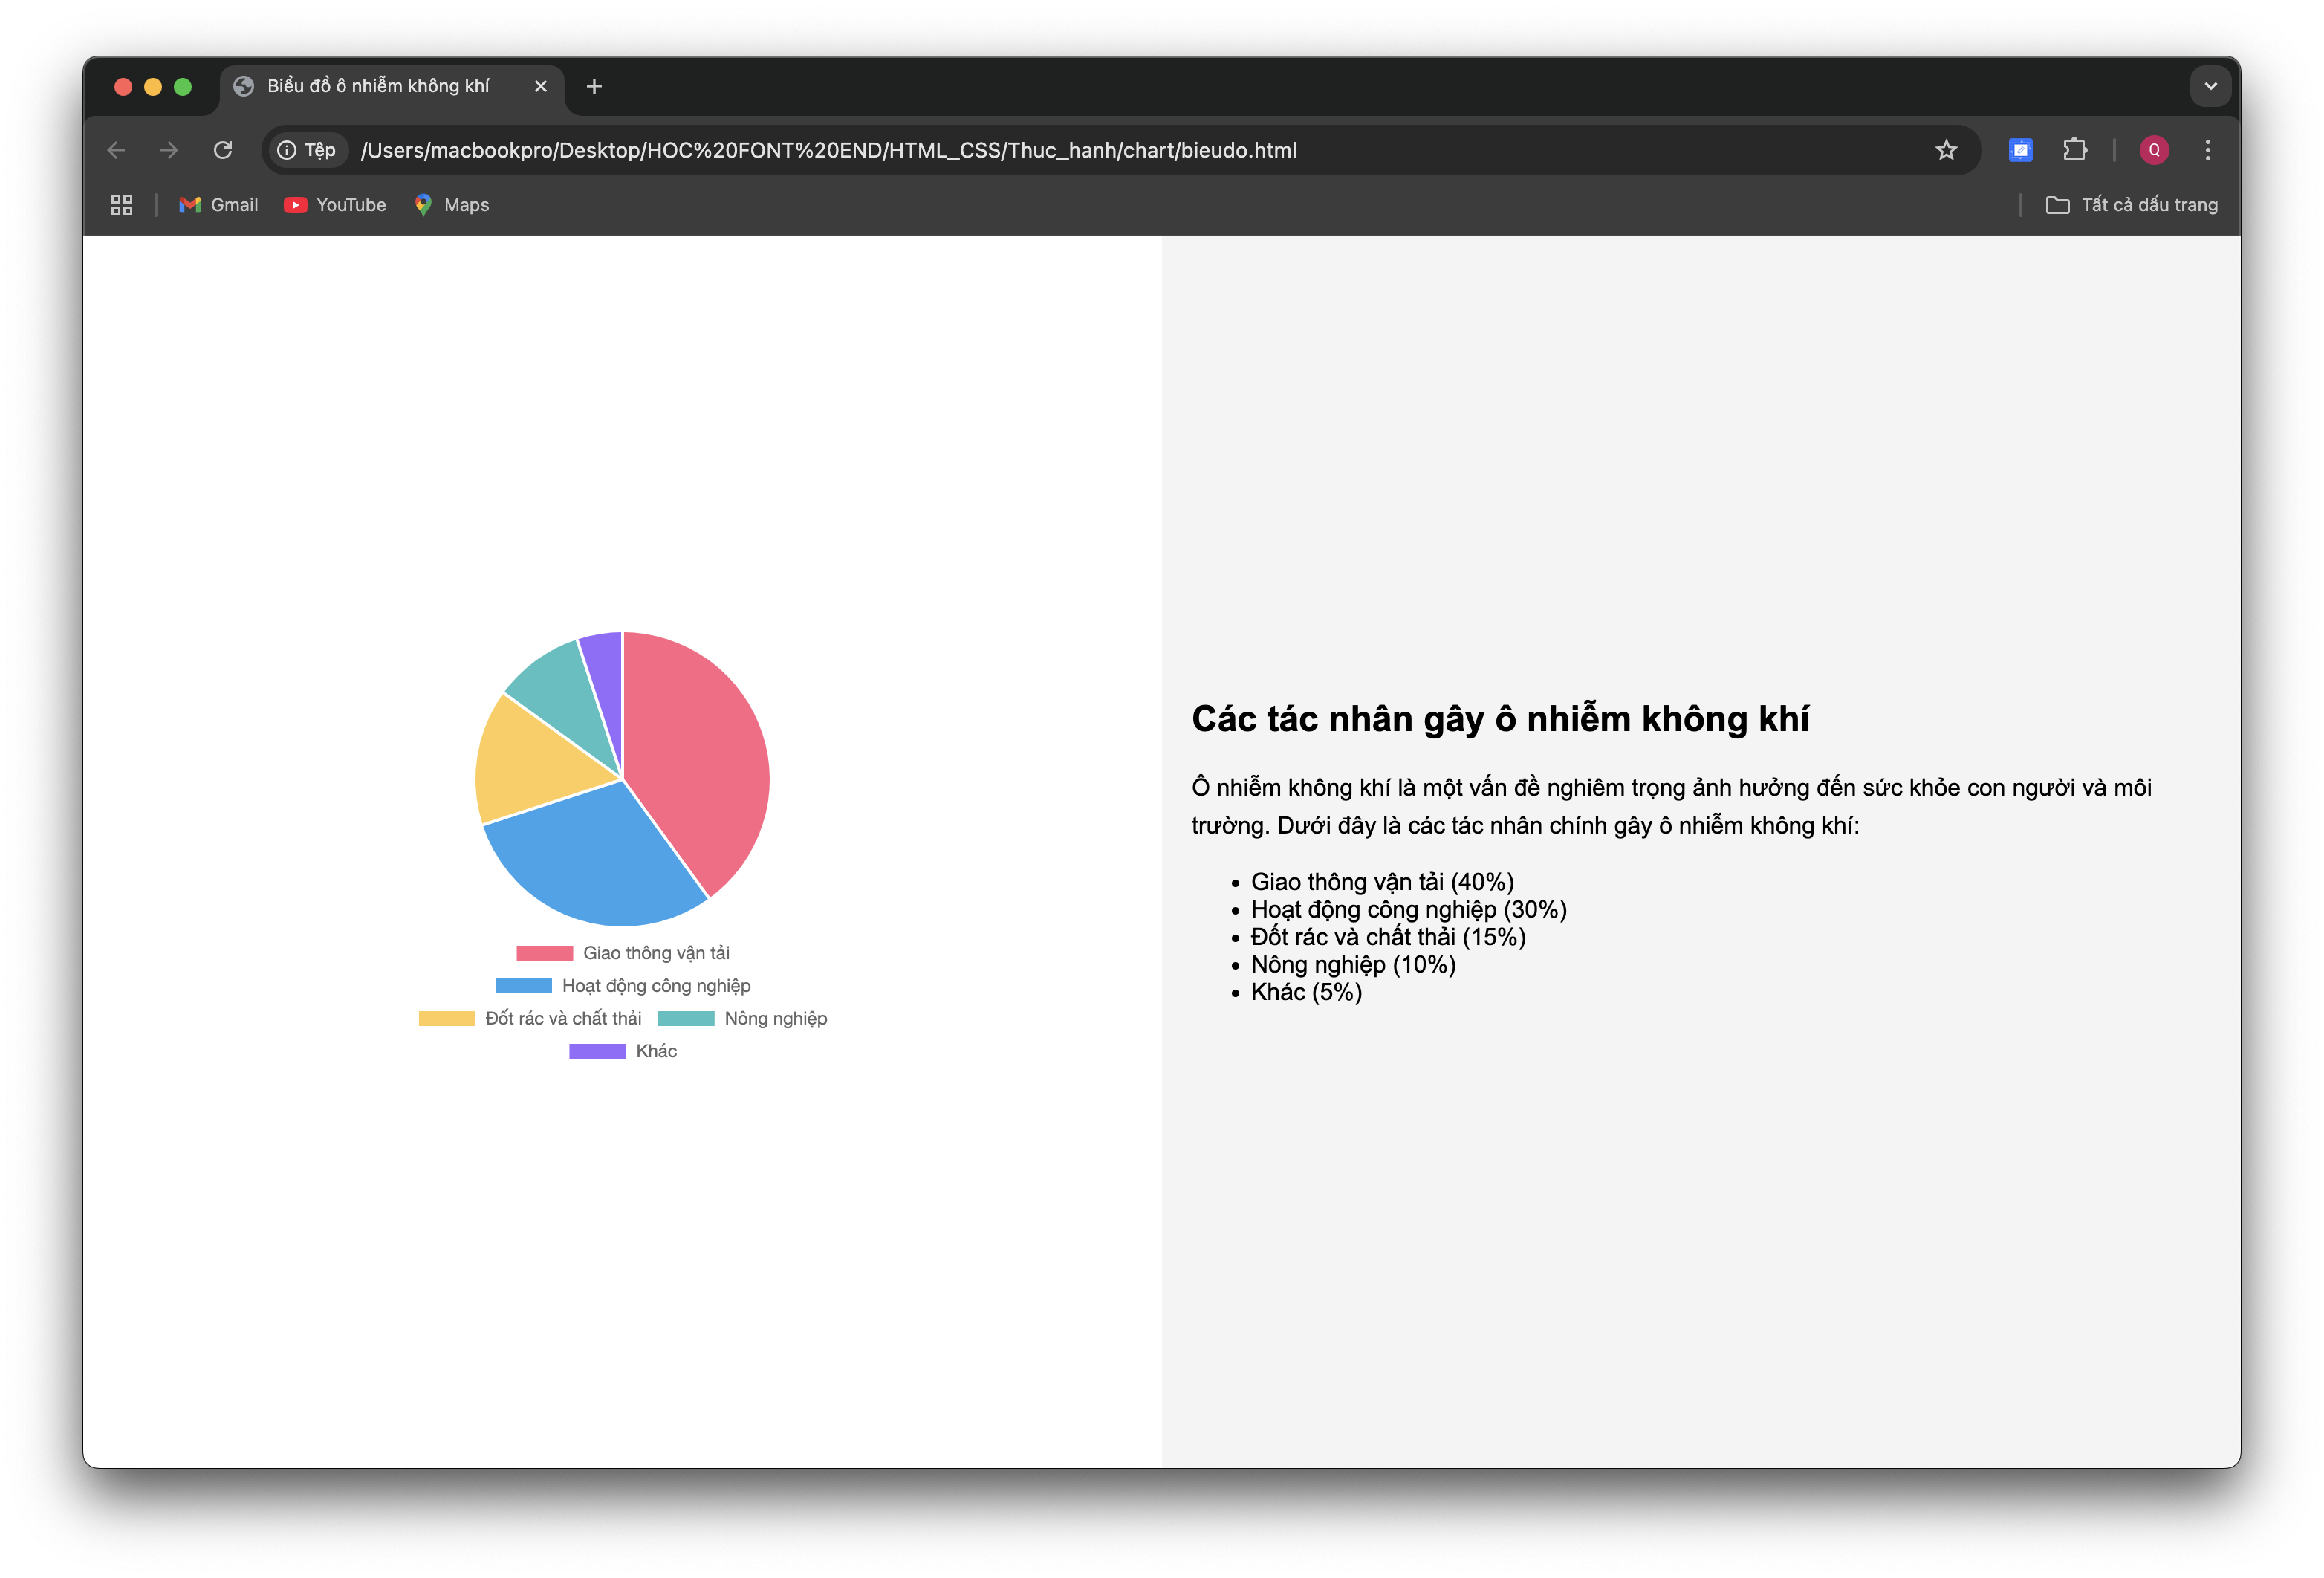 Biểu đồ ô nhiễm không khí
Tệp /Users/macbookpro/Desktop/HOC%20FONT%20END/HTML_CSS/Thuc_hanh/chart/bieudo.html
Q
Gmail YouTube Maps Tất cả dấu trang
Giao thông vận tải
Hoạt động công nghiệp
Đốt rác và chất thải Nông nghiệp
Khác
Các tác nhân gây ô nhiễm không khí
Ô nhiễm không khí là một vấn đề nghiêm trọng ảnh hưởng đến sức khỏe con người và môi
trường. Dưới đây là các tác nhân chính gây ô nhiễm không khí:
• Giao thông vận tải (40%)
• Hoạt động công nghiệp (30%)
• Đốt rác và chất thải (15%)
• Nông nghiệp (10%)
• Khác (5%)